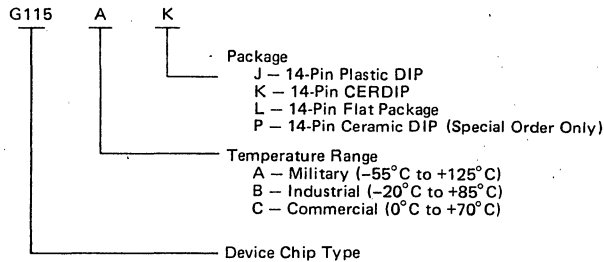 G115 A K
Package
J – 14-Pin Plastic DIP
K – 14-Pin CERDIP
L – 14-Pin Flat Package
P – 14-Pin Ceramic DIP (Special Order Only)
Temperature Range
A – Military (–55°C to +125°C)
B – Industrial (–20°C to +85°C)
C – Commercial (0°C to +70°C)
Device Chip Type